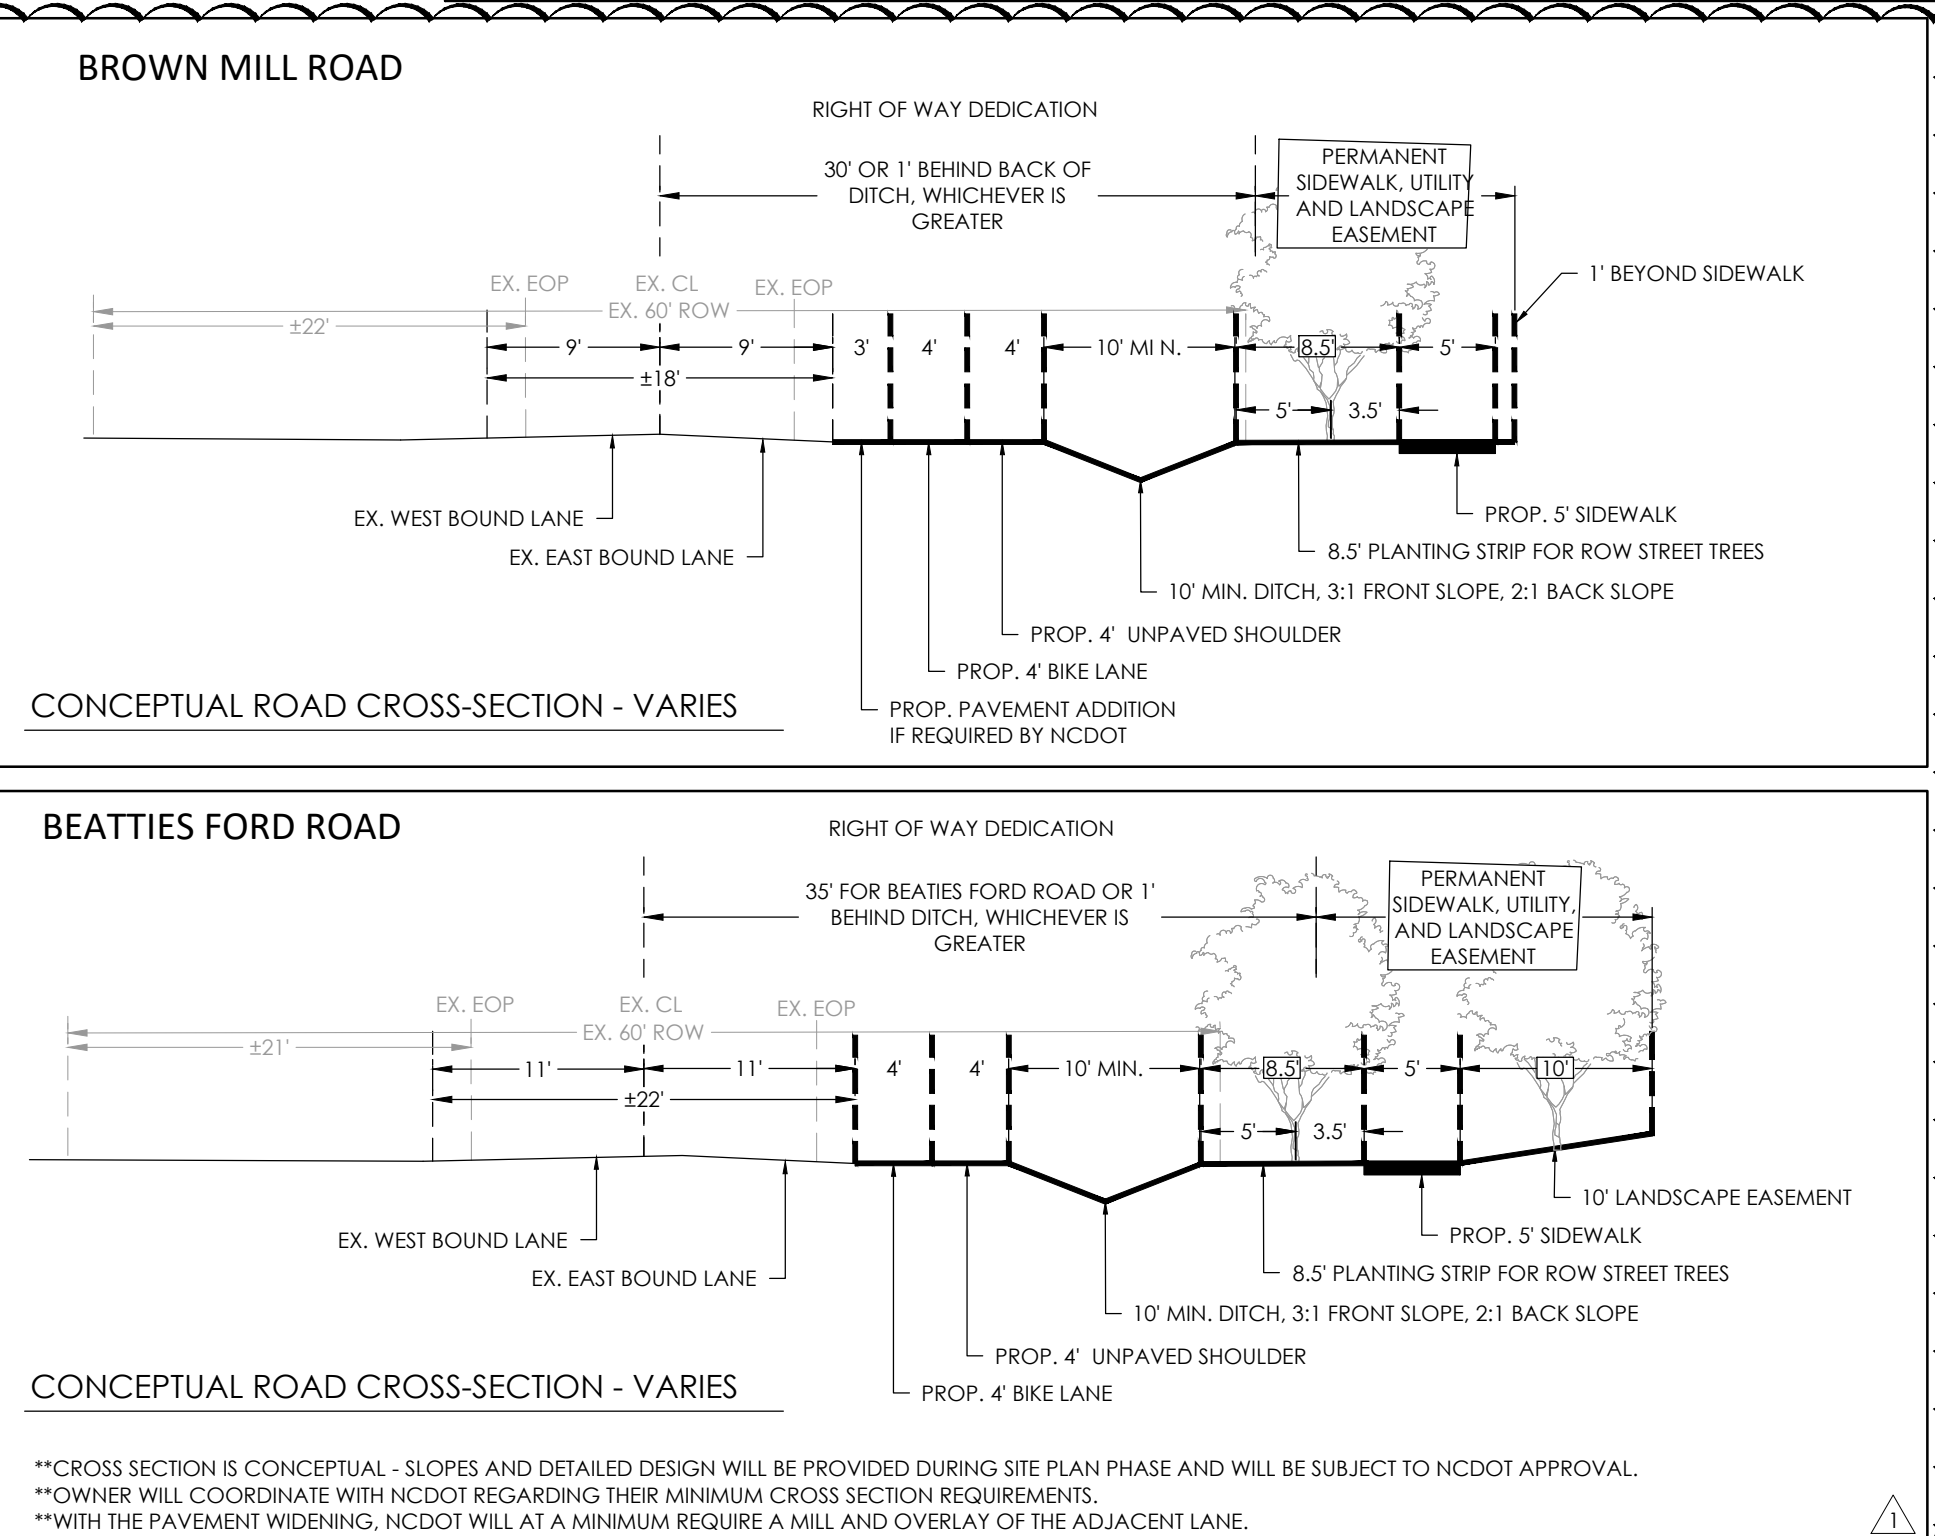 BROWN MILL ROAD
RIGHT OF WAY DEDICATION
30' OR 1' BEHIND BACK OF
DITCH, WHICHEVER IS
GREATER
PERMANENT
SIDEWALK, UTILITY
AND LANDSCAPE
EASEMENT
1' BEYOND SIDEWALK
EX. EOP
EX. CL
EX. EOP
EX. 60' ROW
±22'
9'
9'
3'
4'
4'
10' MI N.
8.5'
5'
±18'
5'
3.5'
EX. WEST BOUND LANE
PROP. 5' SIDEWALK
EX. EAST BOUND LANE
8.5' PLANTING STRIP FOR ROW STREET TREES
10' MIN. DITCH, 3:1 FRONT SLOPE, 2:1 BACK SLOPE
PROP. 4' UNPAVED SHOULDER
PROP. 4' BIKE LANE
CONCEPTUAL ROAD CROSS-SECTION - VARIES
PROP. PAVEMENT ADDITION
IF REQUIRED BY NCDOT
BEATTIES FORD ROAD
RIGHT OF WAY DEDICATION
35' FOR BEATIES FORD ROAD OR 1'
BEHIND DITCH, WHICHEVER IS
GREATER
PERMANENT
SIDEWALK, UTILITY,
AND LANDSCAPE
EASEMENT
EX. EOP
EX. CL
EX. EOP
EX. 60' ROW
±21'
11'
11'
4'
4'
10' MIN.
8.5'
5'
10'
±22'
5'
3.5'
10' LANDSCAPE EASEMENT
EX. WEST BOUND LANE
PROP. 5' SIDEWALK
EX. EAST BOUND LANE
8.5' PLANTING STRIP FOR ROW STREET TREES
10' MIN. DITCH, 3:1 FRONT SLOPE, 2:1 BACK SLOPE
PROP. 4' UNPAVED SHOULDER
CONCEPTUAL ROAD CROSS-SECTION - VARIES
PROP. 4' BIKE LANE
**CROSS SECTION IS CONCEPTUAL - SLOPES AND DETAILED DESIGN WILL BE PROVIDED DURING SITE PLAN PHASE AND WILL BE SUBJECT TO NCDOT APPROVAL.
**OWNER WILL COORDINATE WITH NCDOT REGARDING THEIR MINIMUM CROSS SECTION REQUIREMENTS.
**WITH THE PAVEMENT WIDENING, NCDOT WILL AT A MINIMUM REQUIRE A MILL AND OVERLAY OF THE ADJACENT LANE.
1